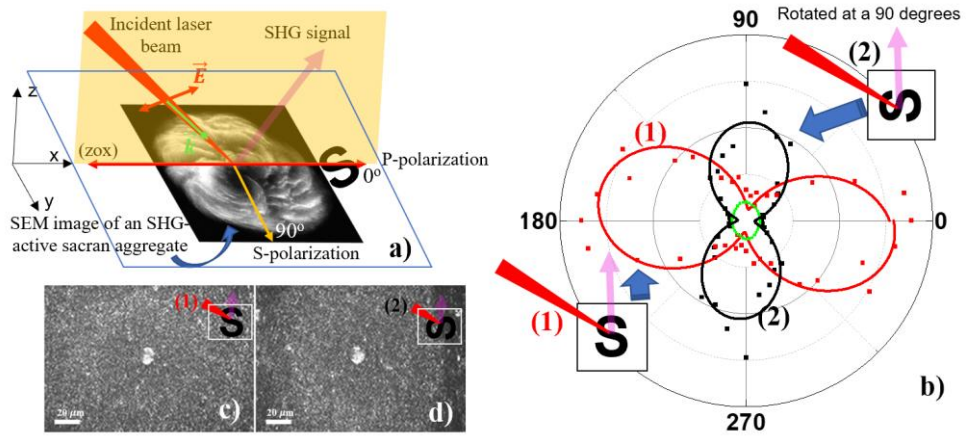 Incident laser
beam
SHG signal
E
z
x
y
k
(zox)
S
0°
P-polarization
SEM image of an SHG-
active sacran aggregate
90°
S-polarization
a)
(1)
S
20 μm
c)
(2)
S
20 μm
d)
90
Rotated at a 90 degrees
(2)
S
(1)
180
0
(1)
S
(2)
b)
270